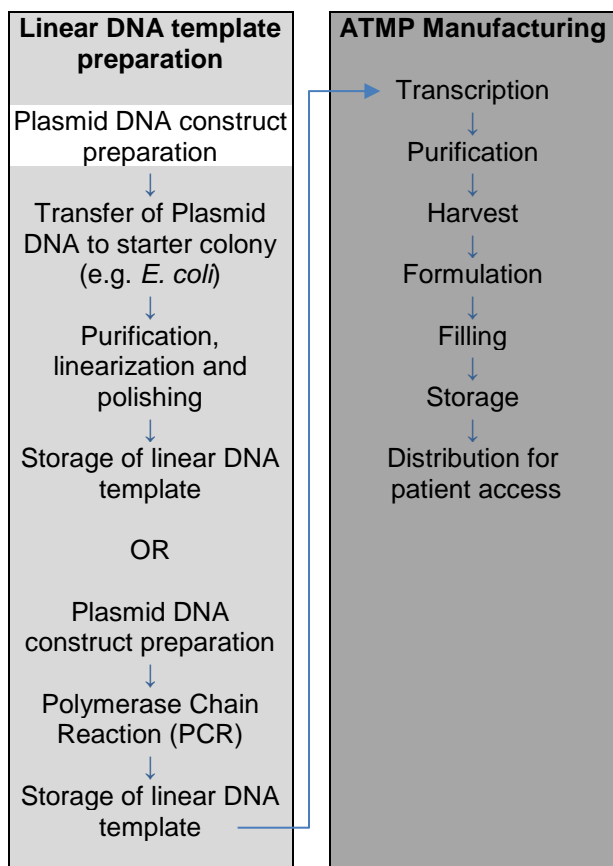 Linear DNA template
preparation
Plasmid DNA construct
preparation
↓
Transfer of Plasmid
DNA to starter colony
(e.g. E. coli)
↓
Purification,
linearization and
polishing
↓
Storage of linear DNA
template
OR
Plasmid DNA
construct preparation
↓
Polymerase Chain
Reaction (PCR)
↓
Storage of linear DNA
template
ATMP Manufacturing
Transcription
↓
Purification
↓
Harvest
↓
Formulation
↓
Filling
↓
Storage
↓
Distribution for
patient access